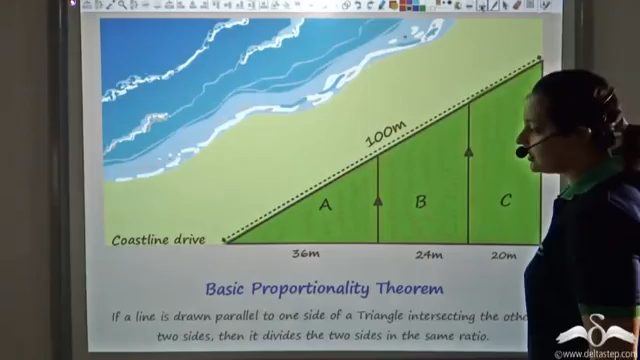 100m
A
B
C
Coastline drive
36m
24m
20m
Basic Proportionality Theorem
If a line is drawn parallel to one side of a Triangle intersecting the
two sides, then it divides the two sides in the same ratio.
©www.deltastep.com